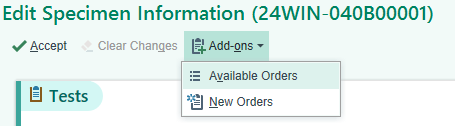 Edit Specimen Information (24WIN-040B00001)
Accept Clear Changes Add-ons
Available Orders
New Orders
Tests